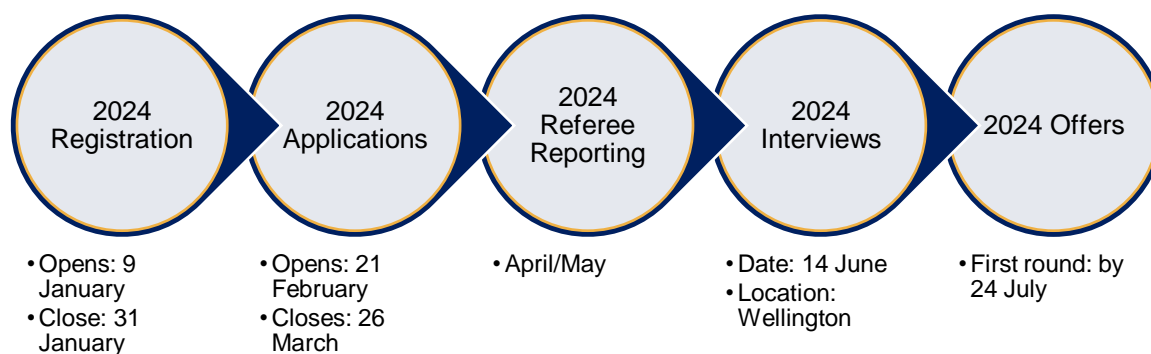 2024
Registration
2024
Applications
2024
Referee
Reporting
2024
Interviews
2024 Offers
• Opens: 9
January
• Close: 31
January
• Opens: 21
February
• Closes: 26
March
• April/May
• Date: 14 June
• Location:
Wellington
• First round: by
24 July